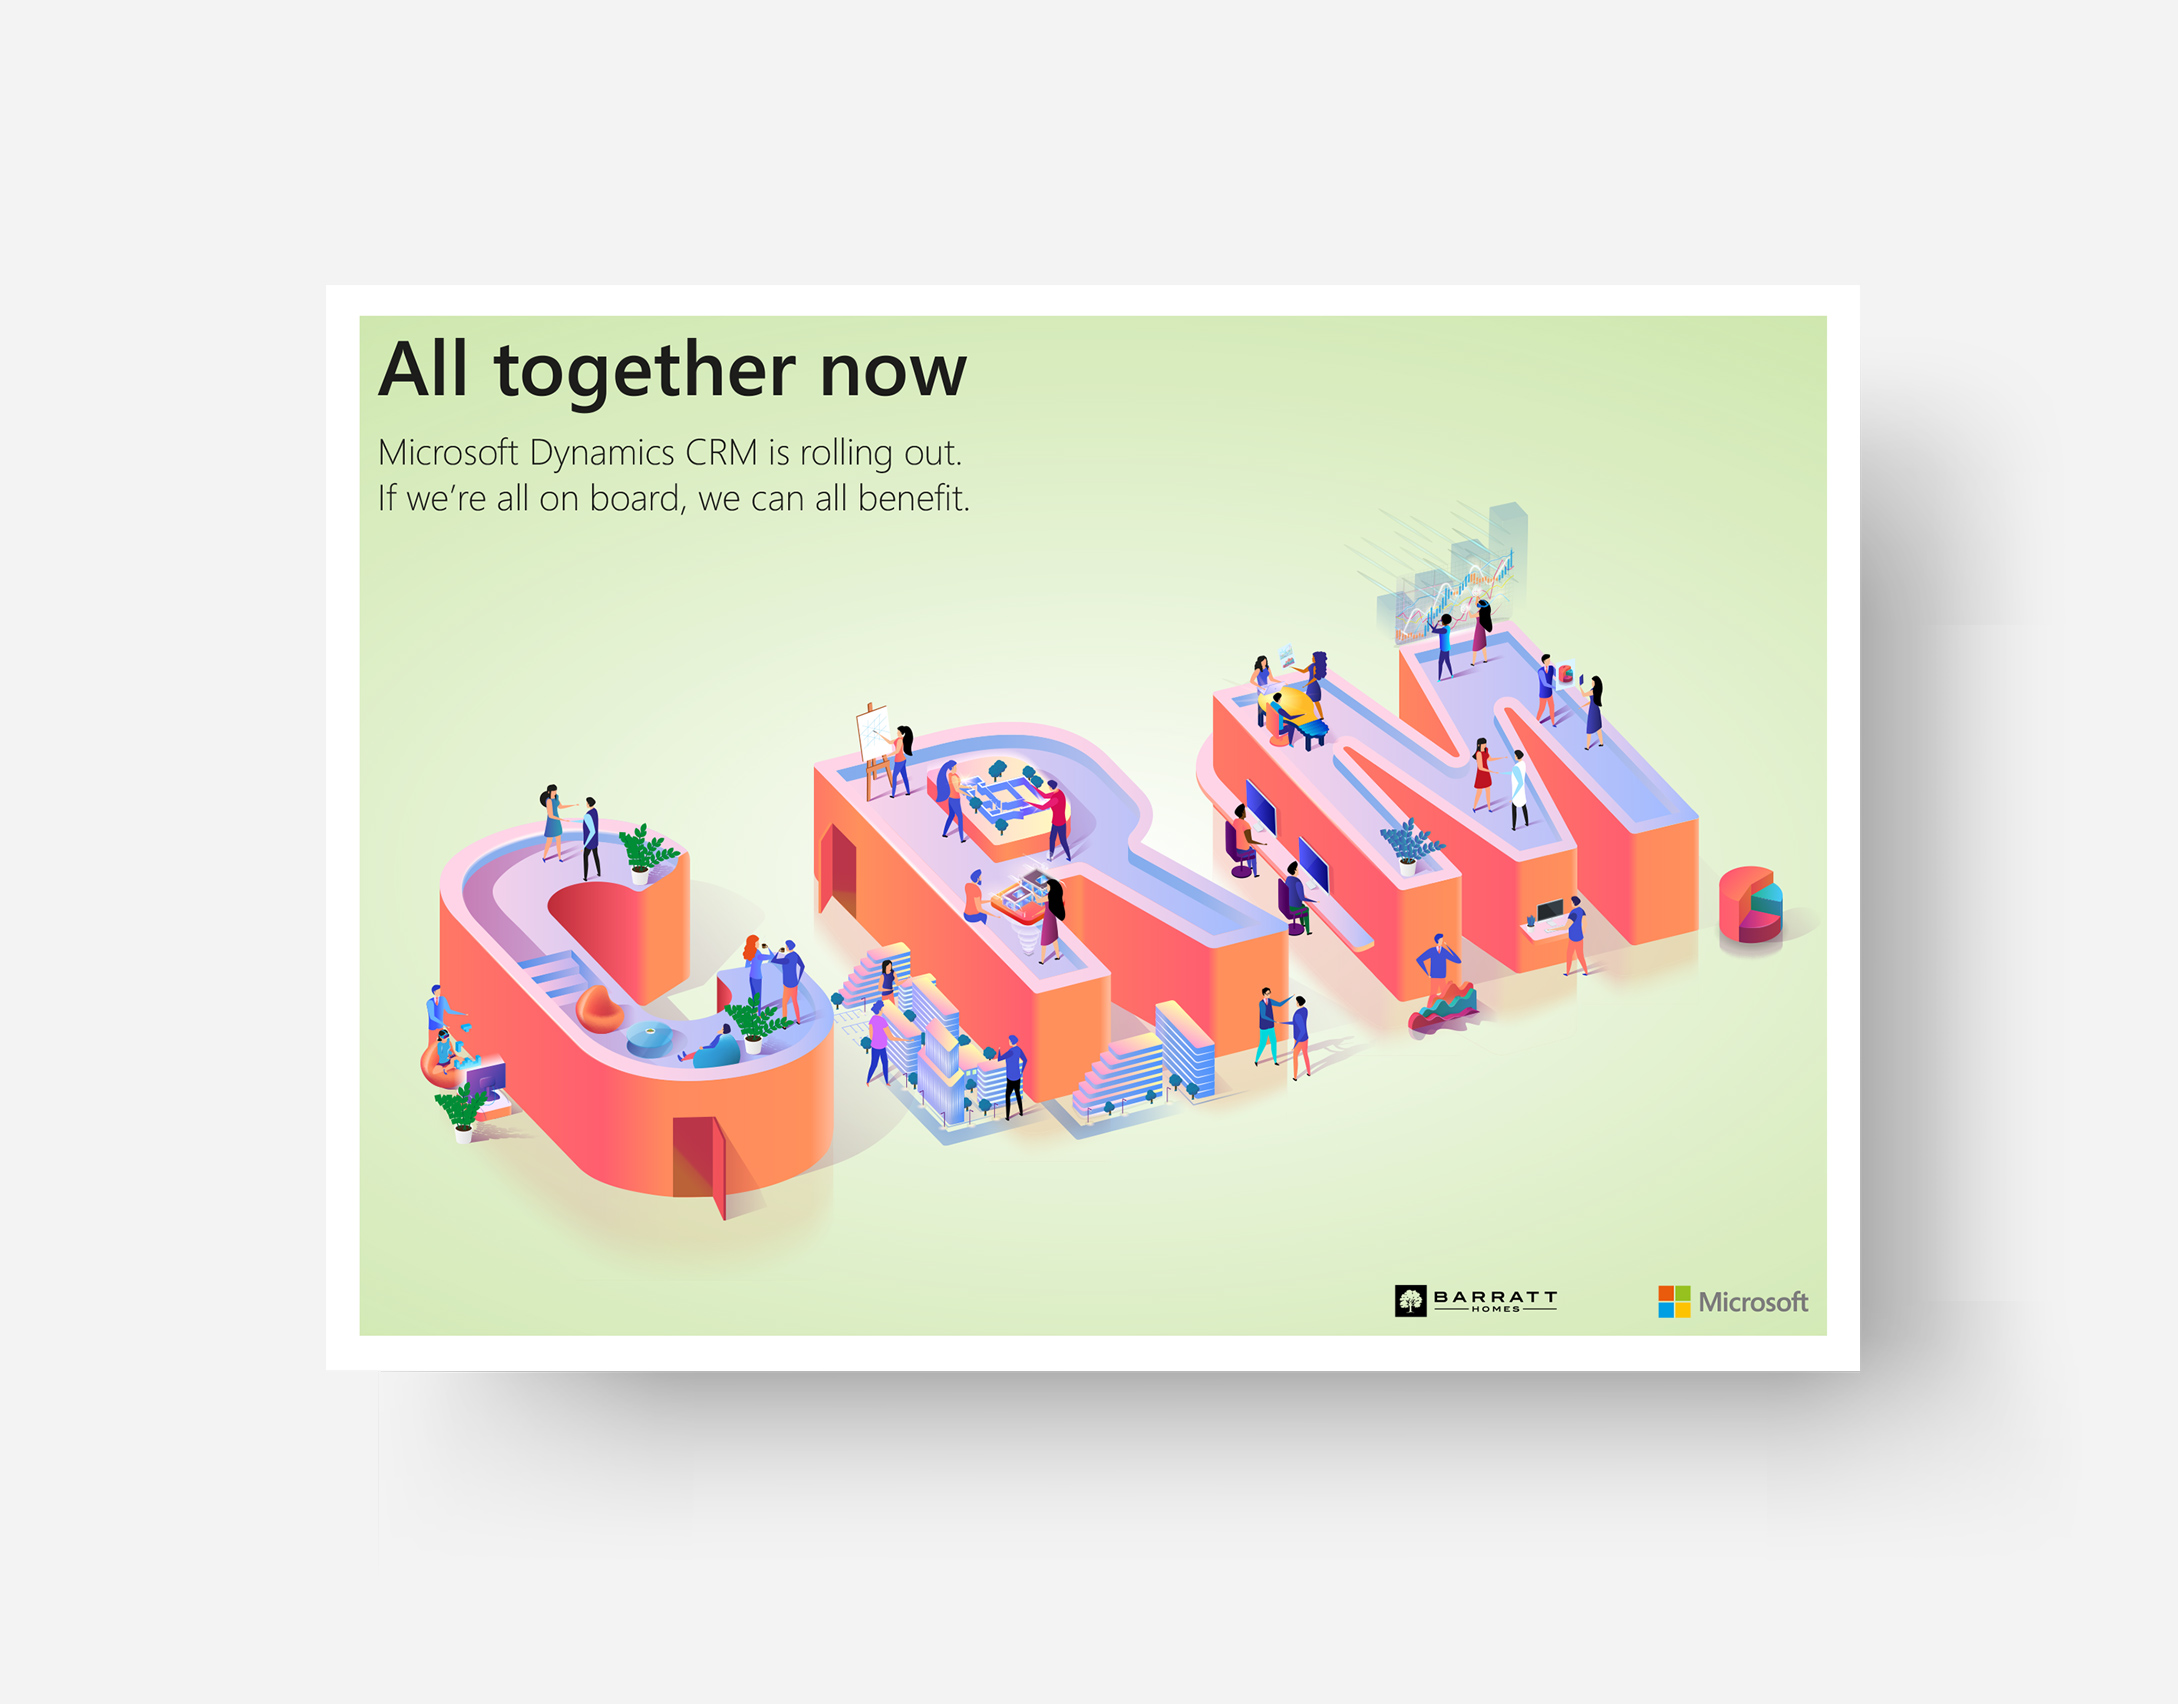 All together now
Microsoft Dynamics CRM is rolling out.
If we’re all on board, we can all benefit.
CRM
BARRATT
HOMES
Microsoft